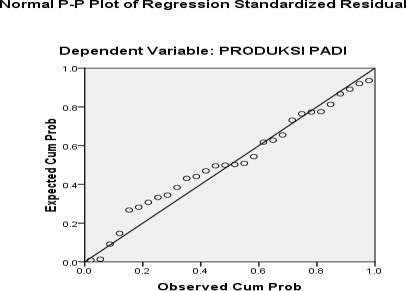 Normal P-P Plot of Regression Standardized Residual
Dependent Variable: PRODUKSI PADI
Expected Cum Prob
1.0
0.8
0.6
0.4
0.2
0.0
0.0 0.2 0.4 0.6 0.8 1.0
Observed Cum Prob